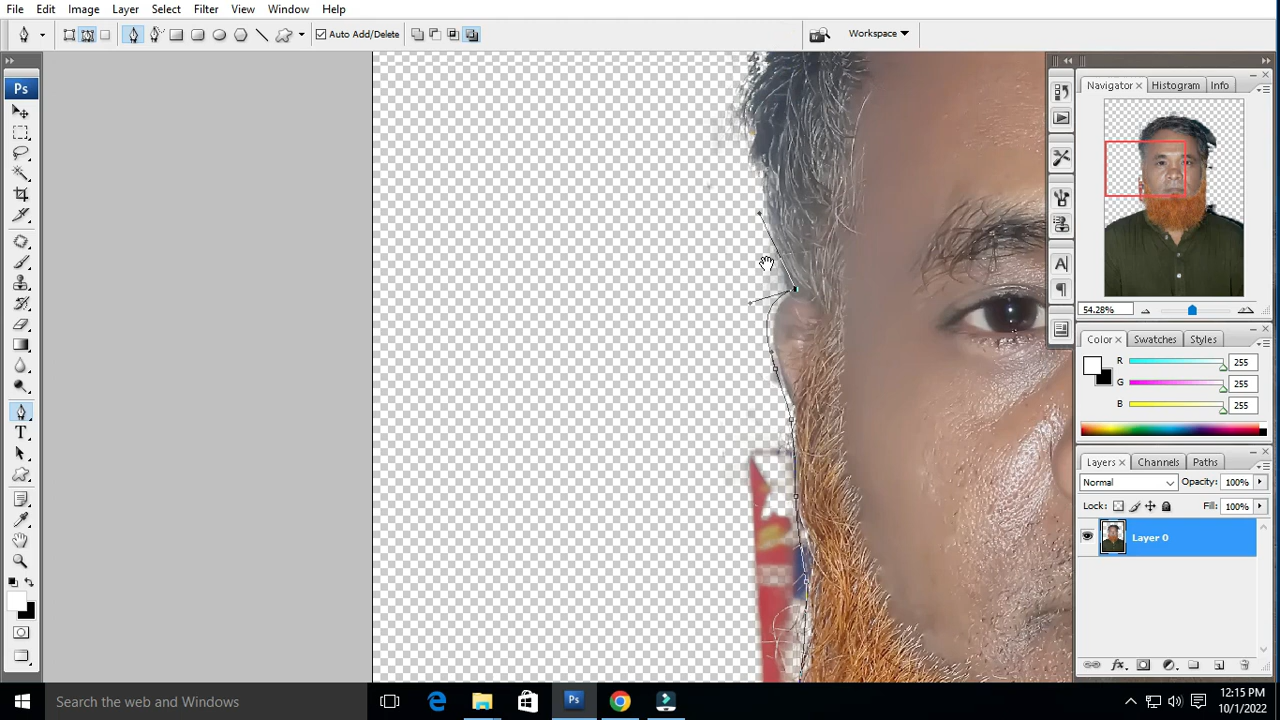 File Edit Image Layer Select Filter View Window Help
Auto Add/Delete Workspace
Ps
Navigator Histogram Info
54.28%
Color Swatches Styles
R 255
G 255
B 255
Layers Channels Paths
Normal Opacity: 100%
Lock: Fill: 100%
Layer 0
T
A
Search the web and Windows
Ps
12:15 PM
10/1/2022